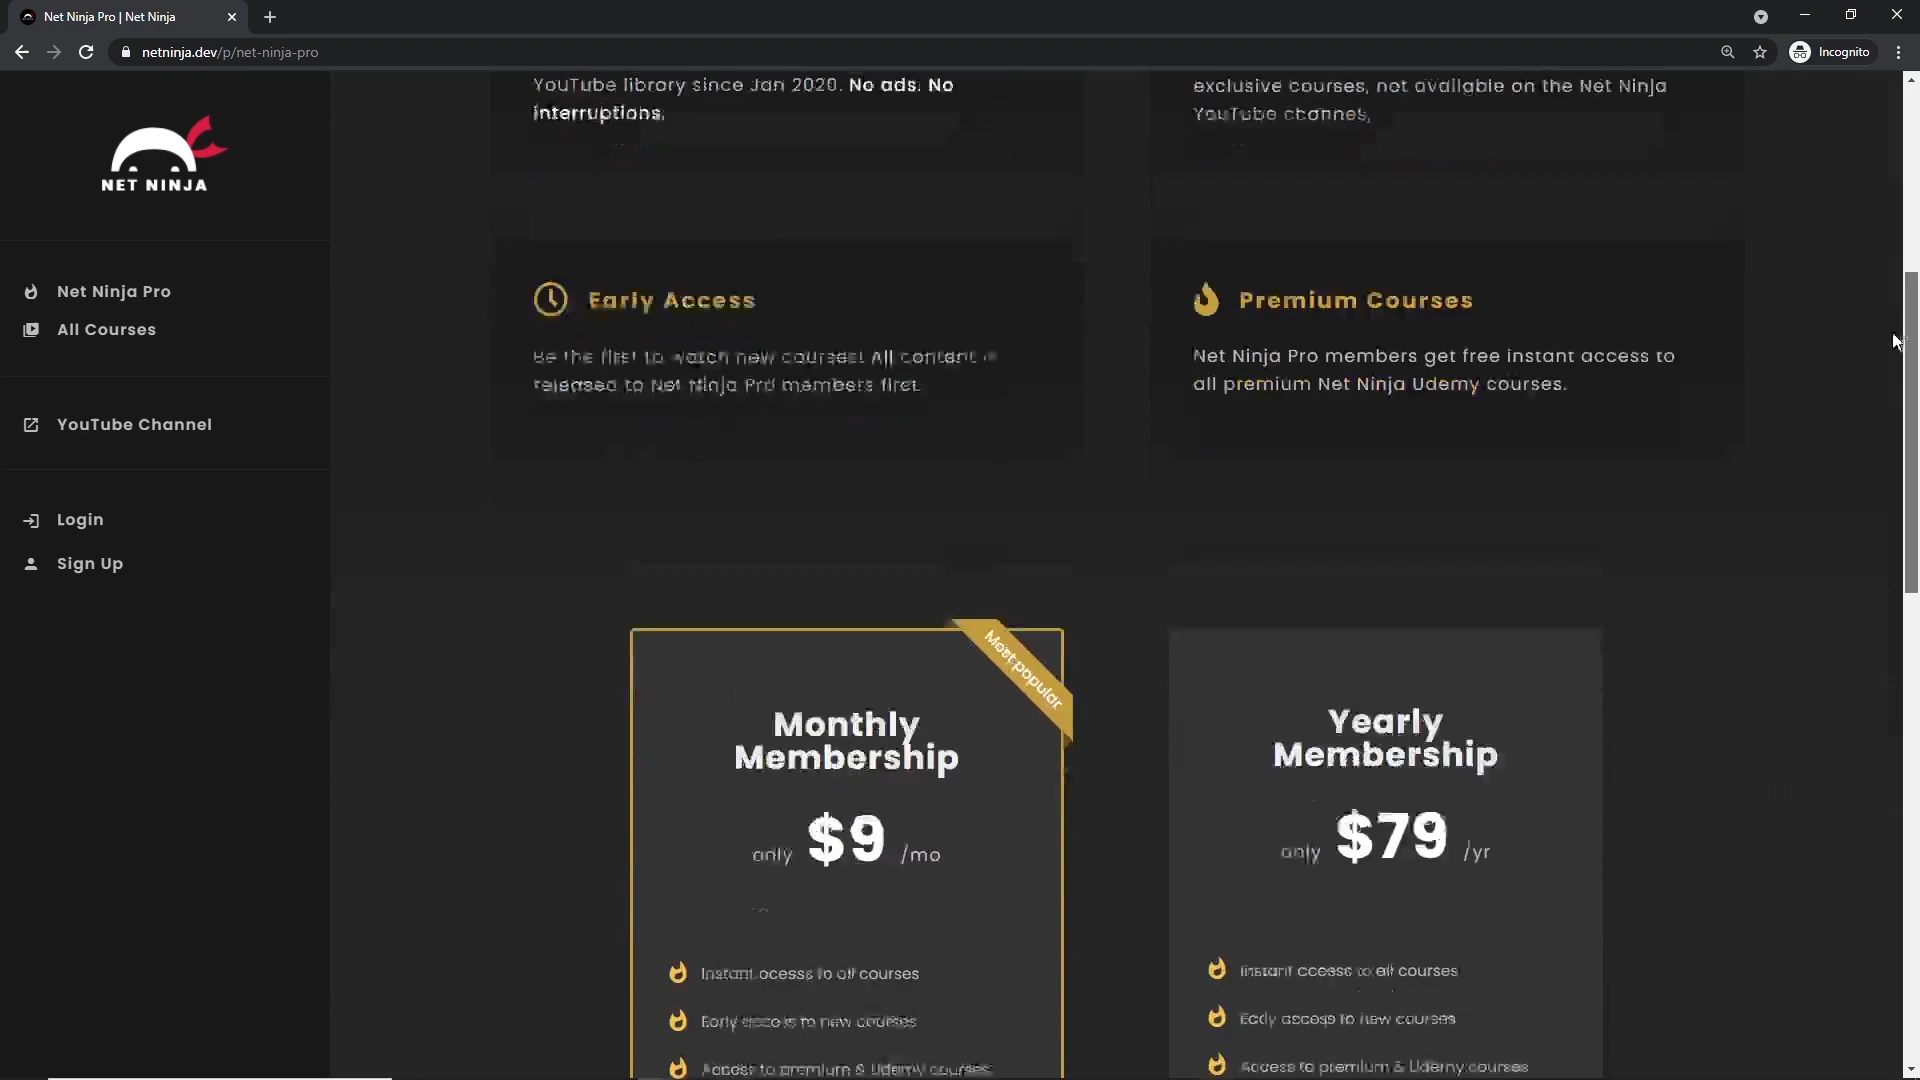 Net Ninja Pro | Net Ninja
netninja.dev/p/net-ninja-pro
Incognito
NET NINJA
Net Ninja Pro
All Courses
YouTube Channel
Login
Sign Up
YouTube library since Jan 2020. No ads. No
interruptions.
exclusive courses, not available on the Net Ninja
YouTube channel.
Early Access
Be the first to watch new courses! All content is
released to Net Ninja Pro members first.
Premium Courses
Net Ninja Pro members get free instant access to
all premium Net Ninja Udemy courses.
Most popular
Monthly
Membership
only $9 /mo
Instant access to all courses
Early access to new courses
Access to premium & Udemy courses
Yearly
Membership
only $79 /yr
Instant access to all courses
Early access to new courses
Access to premium & Udemy courses